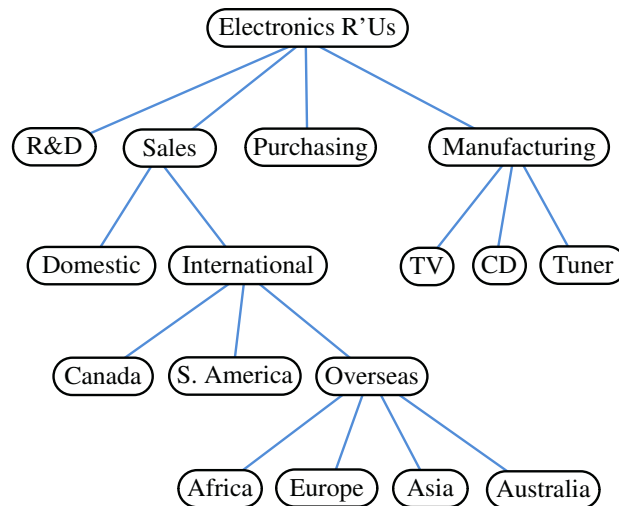 Electronics R’Us
R&D
Sales
Purchasing
Manufacturing
Domestic
International
TV
CD
Tuner
Canada
S. America
Overseas
Africa
Europe
Asia
Australia